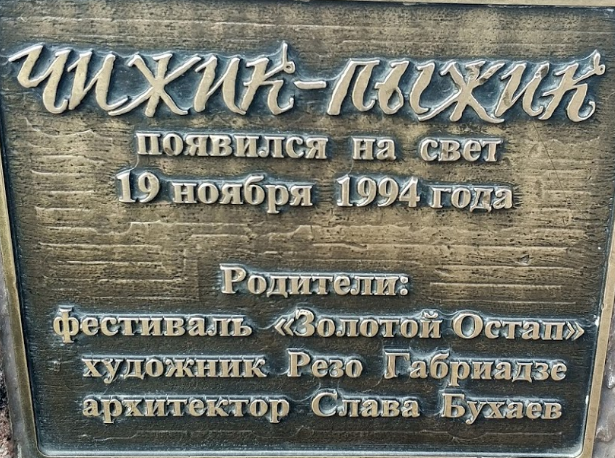 Чижик-пыжик
появился на свет
19 ноября 1994 года
Родители:
фестиваль «Золотой Остап»
художник Резо Габриадзе
архитектор Слава Бухаев